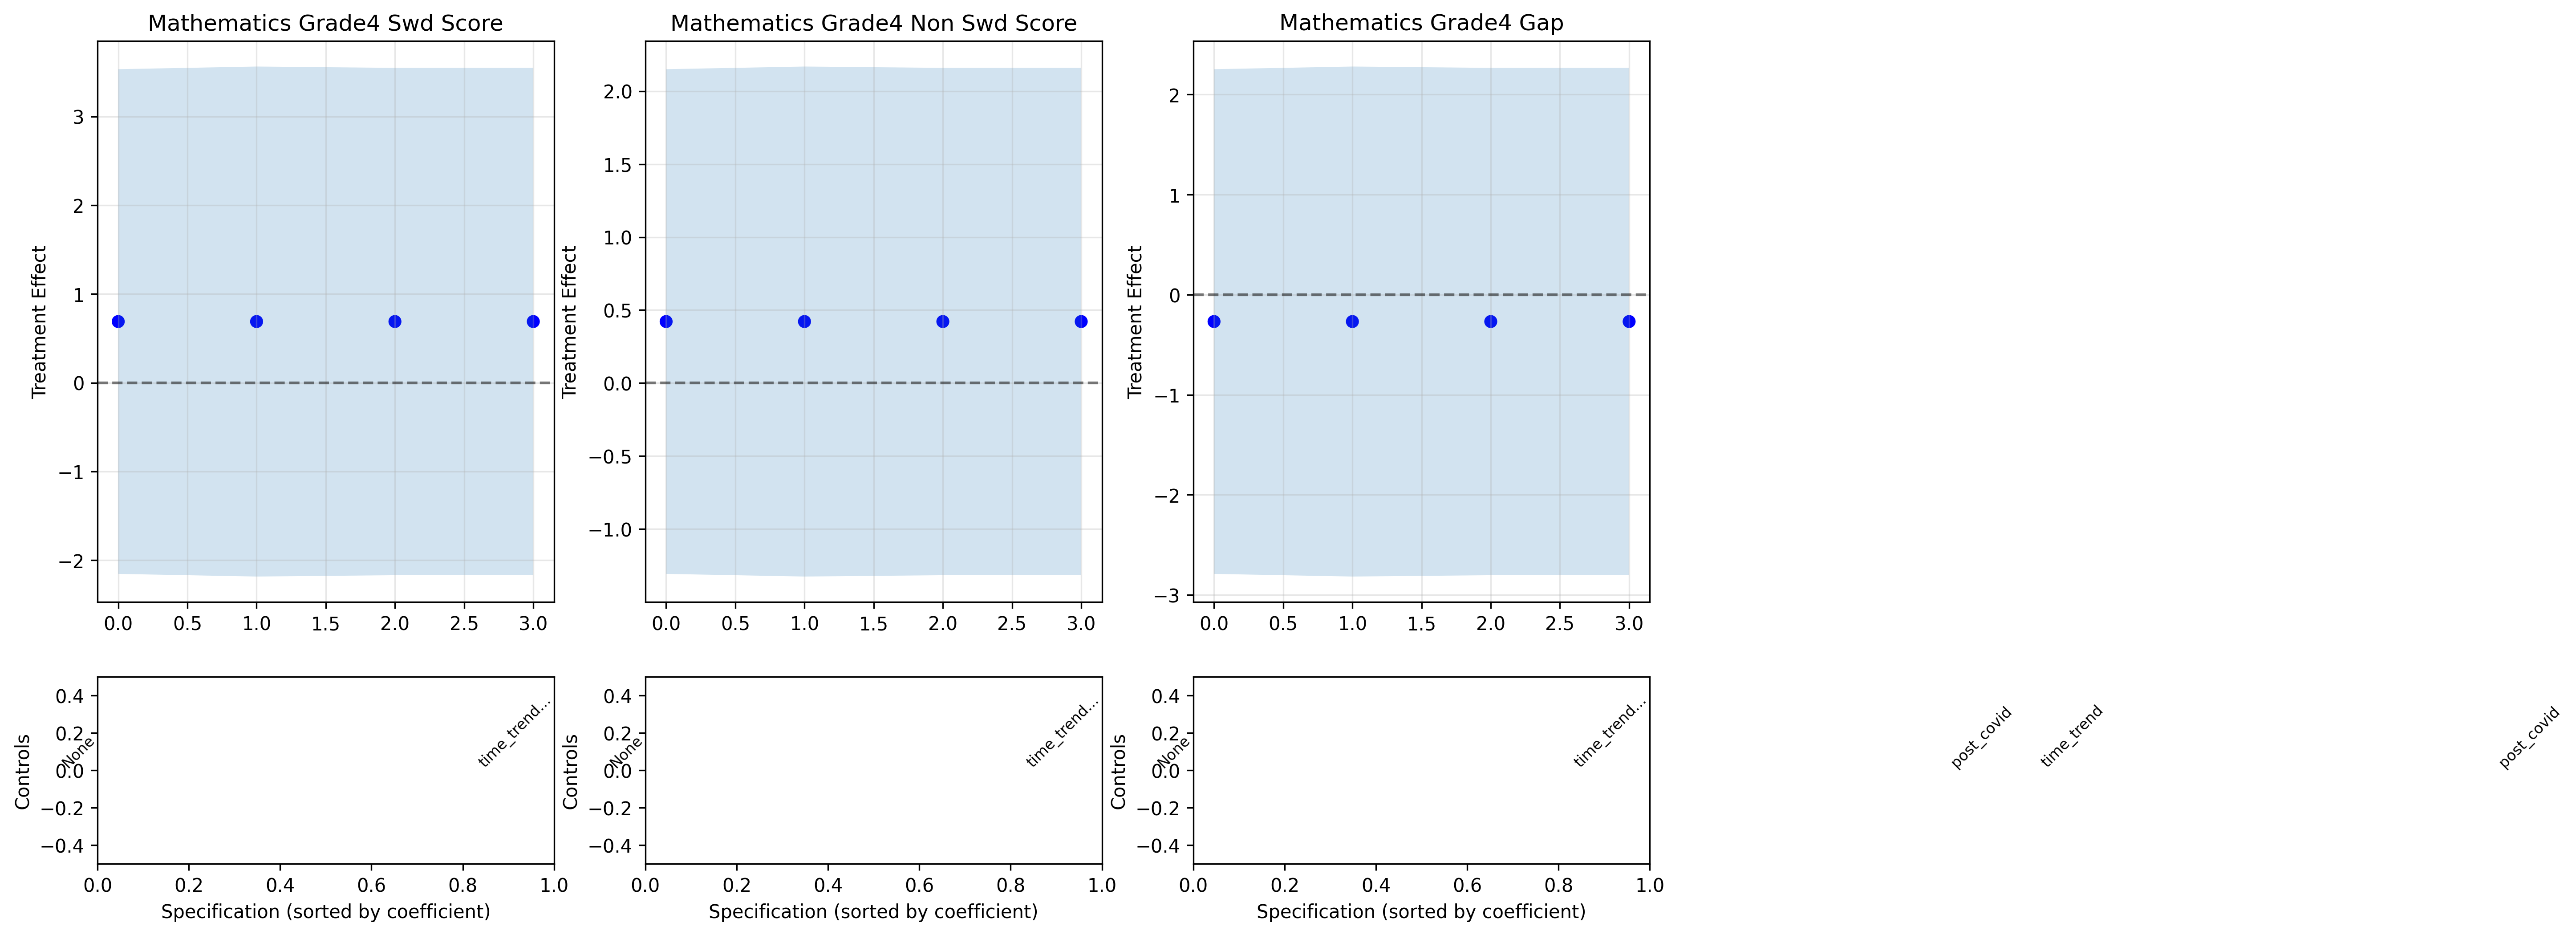 Mathematics Grade4 Swd Score
Treatment Effect
3
2
1
0
−1
−2
0.0 0.5 1.0 1.5 2.0 2.5 3.0
Mathematics Grade4 Non Swd Score
Treatment Effect
2.0
1.5
1.0
0.5
0.0
−0.5
−1.0
0.0 0.5 1.0 1.5 2.0 2.5 3.0
Mathematics Grade4 Gap
Treatment Effect
2
1
0
−1
−2
−3
0.0 0.5 1.0 1.5 2.0 2.5 3.0
Controls
0.4
0.2
0.0
−0.2
−0.4
None
time_trend...
0.0 0.2 0.4 0.6 0.8 1.0
Specification (sorted by coefficient)
Controls
0.4
0.2
0.0
−0.2
−0.4
None
time_trend...
0.0 0.2 0.4 0.6 0.8 1.0
Specification (sorted by coefficient)
Controls
0.4
0.2
0.0
−0.2
−0.4
None
time_trend...
0.0 0.2 0.4 0.6 0.8 1.0
Specification (sorted by coefficient)
post_covid
time_trend
post_covid